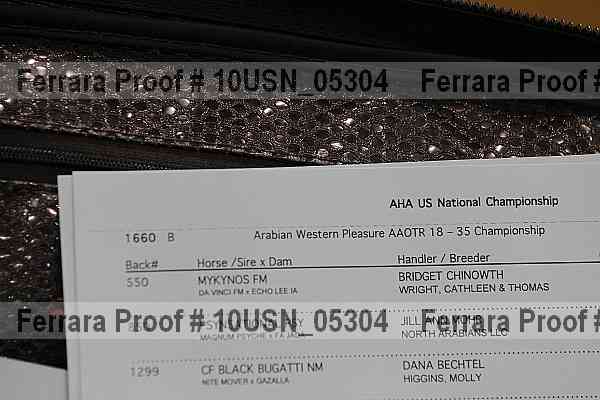 Ferrara Proof # 10USN_05304 Ferrara Proof #
AHA US National Championship
1660 B Arabian Western Pleasure AAOTR 18 – 35 Championship
Back# Horse /Sire x Dam Handler / Breeder
550 MYKYNOS FM BRIDGET CHINOWTH
DA VINCI FM x ECHO LEE IA WRIGHT, CATHLEEN & THOMAS
Ferrara Proof # 10USN_05304 Ferrara Proof #
MAGNUM PSYCHE x NORTH ARABIANS LLC
1299 CF BLACK BUGATTI NM DANA BECHTEL
NITE MOVER x GAZALLA HIGGINS, MOLLY